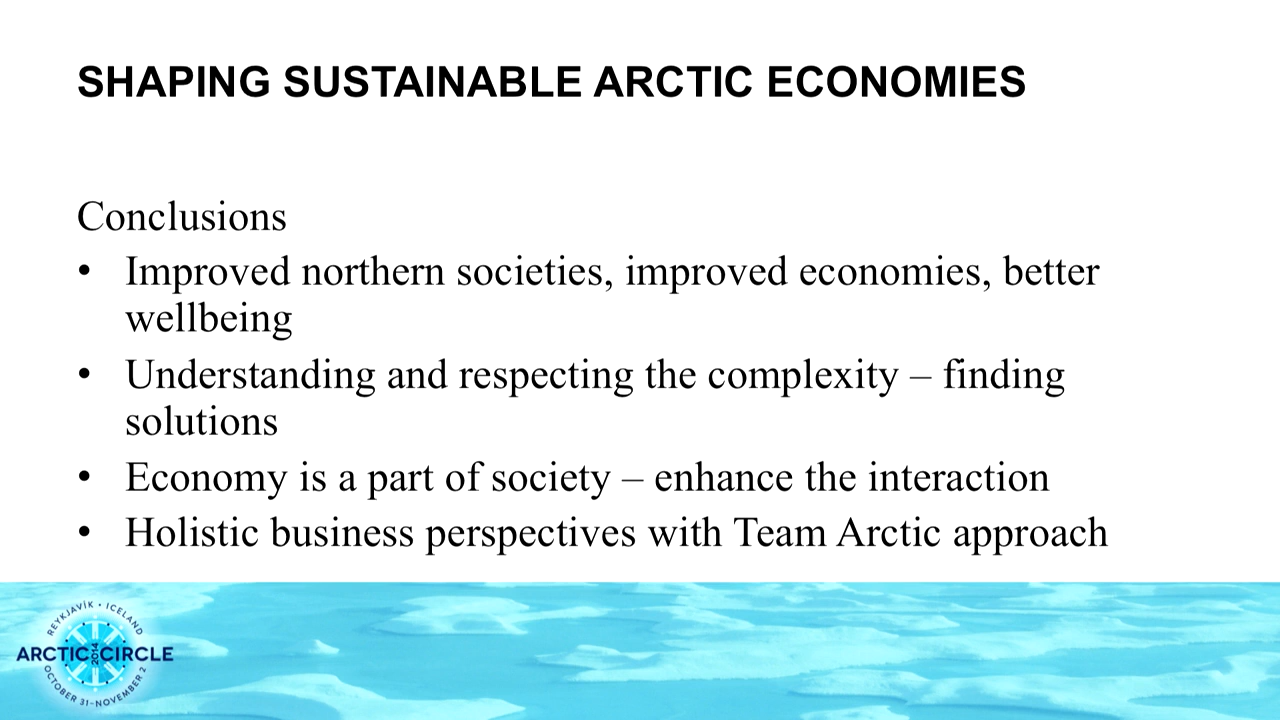 SHAPING SUSTAINABLE ARCTIC ECONOMIES
Conclusions
• Improved northern societies, improved economies, better
wellbeing
• Understanding and respecting the complexity – finding
solutions
• Economy is a part of society – enhance the interaction
• Holistic business perspectives with Team Arctic approach
REYKJAVÍK • ICELAND
ARCTIC 2014 CIRCLE
OCTOBER 31–NOVEMBER 2